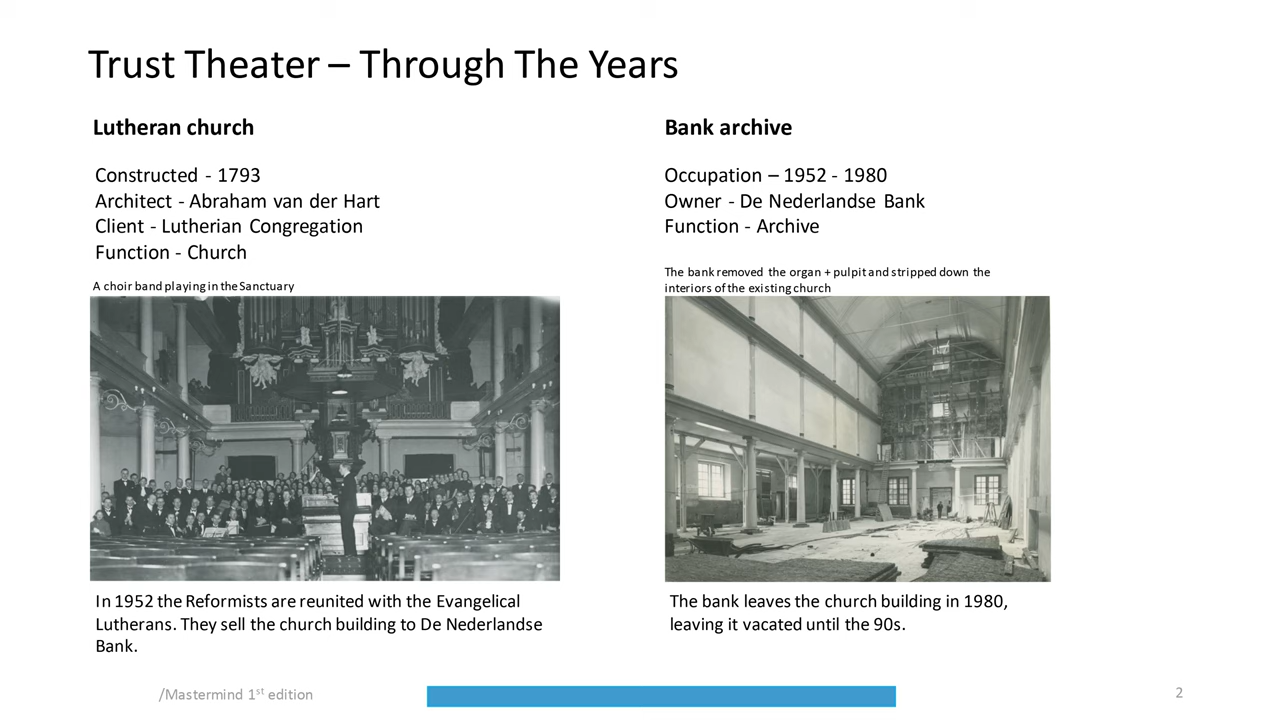 Trust Theater – Through The Years
Lutheran church
Constructed - 1793
Architect - Abraham van der Hart
Client - Lutherian Congregation
Function - Church
A choir band playing in the Sanctuary
In 1952 the Reformists are reunited with the Evangelical
Lutherans. They sell the church building to De Nederlandse
Bank.
Bank archive
Occupation – 1952 - 1980
Owner - De Nederlandse Bank
Function - Archive
The bank removed the organ + pulpit and stripped down the
interiors of the existing church
The bank leaves the church building in 1980,
leaving it vacated until the 90s.
/Mastermind 1st edition
2